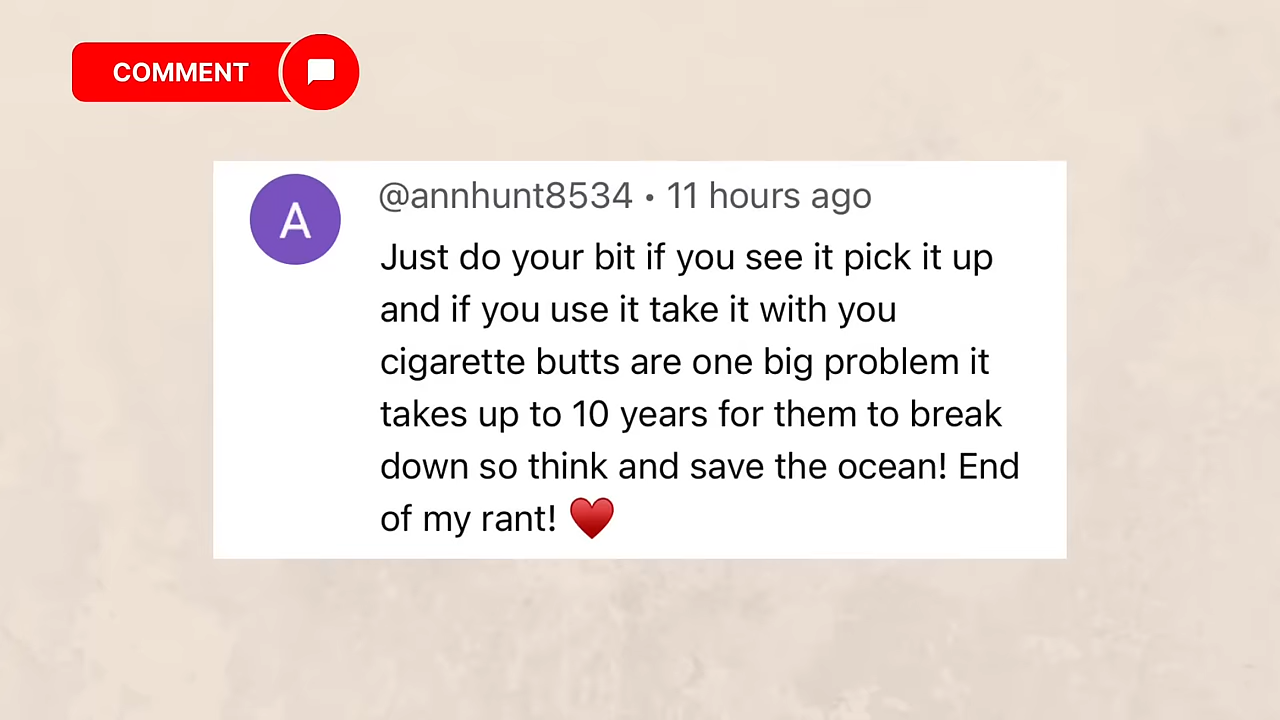 COMMENT
A
@annhunt8534 • 11 hours ago
Just do your bit if you see it pick it up
and if you use it take it with you
cigarette butts are one big problem it
takes up to 10 years for them to break
down so think and save the ocean! End
of my rant! ♥️